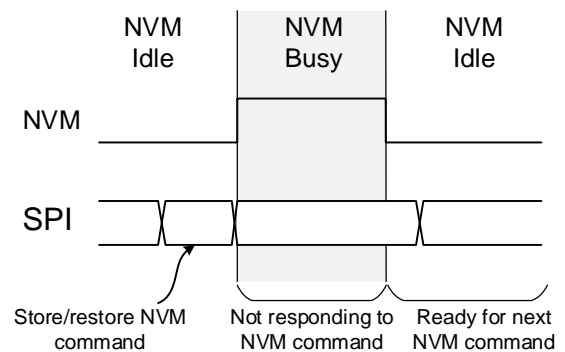 NVM
Idle
NVM
Busy
NVM
Idle
NVM
SPI
Store/restore NVM
command
Not responding to
NVM command
Ready for next
NVM command